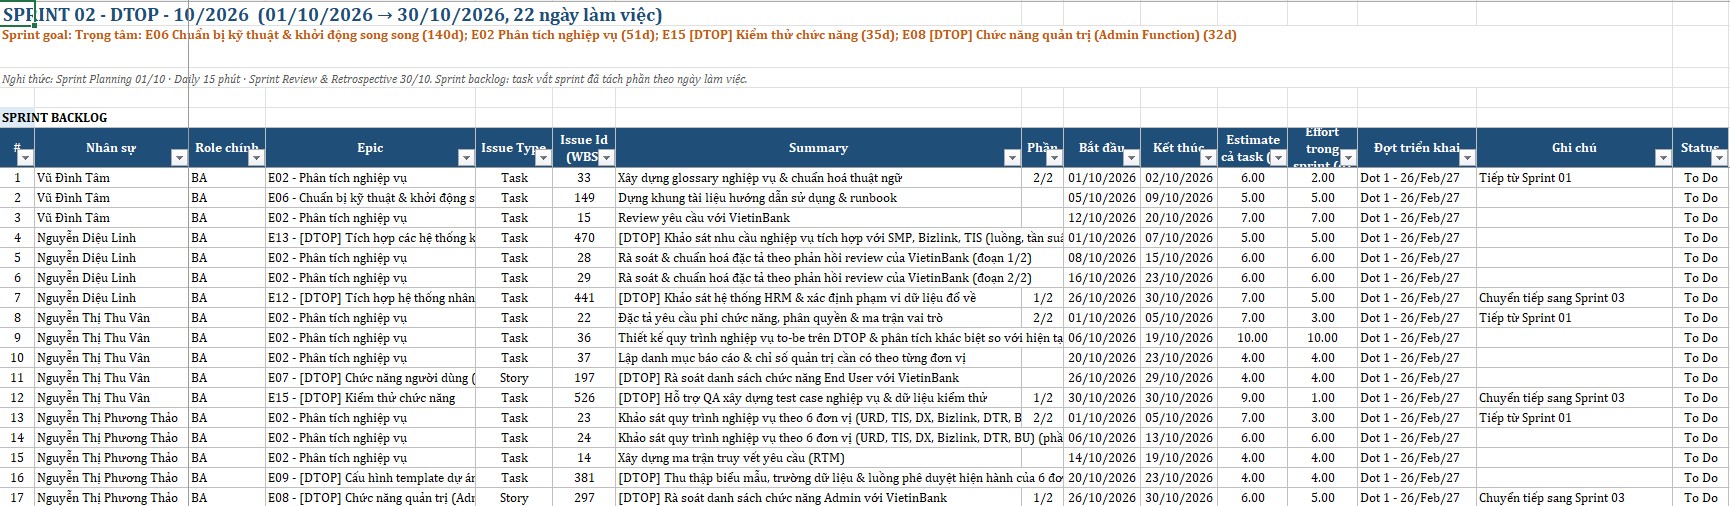 SPRINT 02 - DTOP - 10/2026 (01/10/2026 → 30/10/2026, 22 ngày làm việc)
Sprint goal: Trọng tâm: E06 Chuẩn bị kỹ thuật & khởi động song song (140d); E02 Phân tích nghiệp vụ (51d); E15 [DTOP] Kiểm thử chức năng (35d); E08 [DTOP] Chức năng quản trị (Admin Function) (32d)
Nghi thức: Sprint Planning 01/10 · Daily 15 phút · Sprint Review & Retrospective 30/10. Sprint backlog: task vắt sprint đã tách phần theo ngày làm việc.
SPRINT BACKLOG
# Nhân sự Role chính Epic Issue Type Issue Id (WBS Summary Phần Bắt đầu Kết thúc Estimate cả task ( Effort trong sprint ( Đợt triển khai Ghi chú Status
1 Vũ Đình Tâm BA E02 - Phân tích nghiệp vụ Task 33 Xây dựng glossary nghiệp vụ & chuẩn hoá thuật ngữ 2/2 01/10/2026 02/10/2026 6.00 2.00 Dot 1 - 26/Feb/27 Tiếp từ Sprint 01 To Do
2 Vũ Đình Tâm BA E06 - Chuẩn bị kỹ thuật & khởi động s Task 149 Dựng khung tài liệu hướng dẫn sử dụng & runbook 05/10/2026 09/10/2026 5.00 5.00 Dot 1 - 26/Feb/27 To Do
3 Vũ Đình Tâm BA E02 - Phân tích nghiệp vụ Task 15 Review yêu cầu với VietinBank 12/10/2026 20/10/2026 7.00 7.00 Dot 1 - 26/Feb/27 To Do
4 Nguyễn Diệu Linh BA E13 - [DTOP] Tích hợp các hệ thống k Task 470 [DTOP] Khảo sát nhu cầu nghiệp vụ tích hợp với SMP, Bizlink, TIS (luồng, tần suấ 01/10/2026 07/10/2026 5.00 5.00 Dot 1 - 26/Feb/27 To Do
5 Nguyễn Diệu Linh BA E02 - Phân tích nghiệp vụ Task 28 Rà soát & chuẩn hoá đặc tả theo phản hồi review của VietinBank (đoạn 1/2) 08/10/2026 15/10/2026 6.00 6.00 Dot 1 - 26/Feb/27 To Do
6 Nguyễn Diệu Linh BA E02 - Phân tích nghiệp vụ Task 29 Rà soát & chuẩn hoá đặc tả theo phản hồi review của VietinBank (đoạn 2/2) 16/10/2026 23/10/2026 6.00 6.00 Dot 1 - 26/Feb/27 To Do
7 Nguyễn Diệu Linh BA E12 - [DTOP] Tích hợp hệ thống nhân Task 441 [DTOP] Khảo sát hệ thống HRM & xác định phạm vi dữ liệu đổ về 1/2 26/10/2026 30/10/2026 7.00 5.00 Dot 1 - 26/Feb/27 Chuyển tiếp sang Sprint 03 To Do
8 Nguyễn Thị Thu Vân BA E02 - Phân tích nghiệp vụ Task 22 Đặc tả yêu cầu phi chức năng, phân quyền & ma trận vai trò 2/2 01/10/2026 05/10/2026 7.00 3.00 Dot 1 - 26/Feb/27 Tiếp từ Sprint 01 To Do
9 Nguyễn Thị Thu Vân BA E02 - Phân tích nghiệp vụ Task 36 Thiết kế quy trình nghiệp vụ to-be trên DTOP & phân tích khác biệt so với hiện tạ 06/10/2026 19/10/2026 10.00 10.00 Dot 1 - 26/Feb/27 To Do
10 Nguyễn Thị Thu Vân BA E02 - Phân tích nghiệp vụ Task 37 Lập danh mục báo cáo & chỉ số quản trị cần có theo từng đơn vị 20/10/2026 23/10/2026 4.00 4.00 Dot 1 - 26/Feb/27 To Do
11 Nguyễn Thị Thu Vân BA E07 - [DTOP] Chức năng người dùng ( Story 197 [DTOP] Rà soát danh sách chức năng End User với VietinBank 26/10/2026 29/10/2026 4.00 4.00 Dot 1 - 26/Feb/27 To Do
12 Nguyễn Thị Thu Vân BA E15 - [DTOP] Kiểm thử chức năng Task 526 [DTOP] Hỗ trợ QA xây dựng test case nghiệp vụ & dữ liệu kiểm thử 1/2 30/10/2026 30/10/2026 9.00 1.00 Dot 1 - 26/Feb/27 Chuyển tiếp sang Sprint 03 To Do
13 Nguyễn Thị Phương Thảo BA E02 - Phân tích nghiệp vụ Task 23 Khảo sát quy trình nghiệp vụ theo 6 đơn vị (URD, TIS, DX, Bizlink, DTR, B 2/2 01/10/2026 05/10/2026 7.00 3.00 Dot 1 - 26/Feb/27 Tiếp từ Sprint 01 To Do
14 Nguyễn Thị Phương Thảo BA E02 - Phân tích nghiệp vụ Task 24 Khảo sát quy trình nghiệp vụ theo 6 đơn vị (URD, TIS, DX, Bizlink, DTR, BU) (phầ 06/10/2026 13/10/2026 6.00 6.00 Dot 1 - 26/Feb/27 To Do
15 Nguyễn Thị Phương Thảo BA E02 - Phân tích nghiệp vụ Task 14 Xây dựng ma trận truy vết yêu cầu (RTM) 14/10/2026 19/10/2026 4.00 4.00 Dot 1 - 26/Feb/27 To Do
16 Nguyễn Thị Phương Thảo BA E09 - [DTOP] Cấu hình template dự án Task 381 [DTOP] Thu thập biểu mẫu, trường dữ liệu & luồng phê duyệt hiện hành của 6 đơ 20/10/2026 23/10/2026 4.00 4.00 Dot 1 - 26/Feb/27 To Do
17 Nguyễn Thị Phương Thảo BA E08 - [DTOP] Chức năng quản trị (Adr Story 297 [DTOP] Rà soát danh sách chức năng Admin với VietinBank 1/2 26/10/2026 30/10/2026 6.00 5.00 Dot 1 - 26/Feb/27 Chuyển tiếp sang Sprint 03 To Do